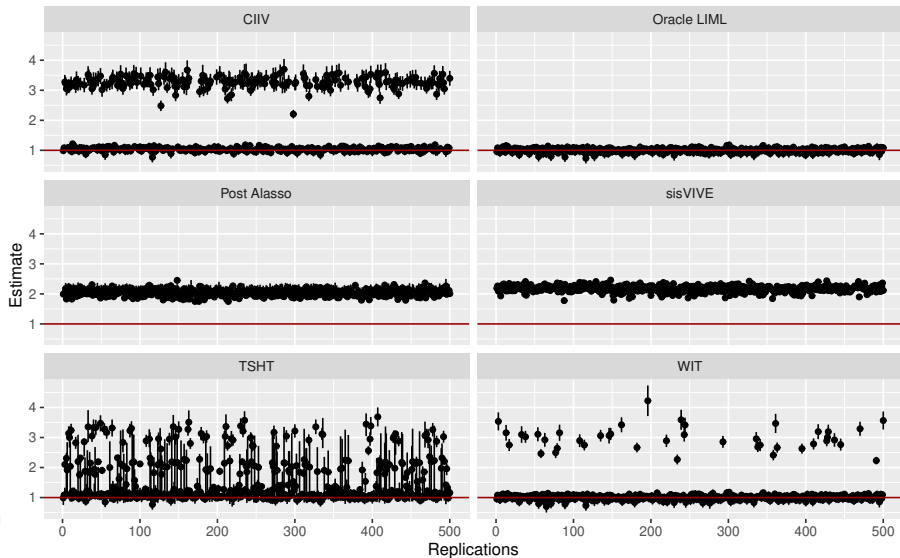 CIIV
Oracle LIML
4
3
2
1
Post Alasso
sisVIVE
4
3
2
1
Estimate
TSHT
WIT
4
3
2
1
0 100 200 300 400 500 0 100 200 300 400 500
Replications